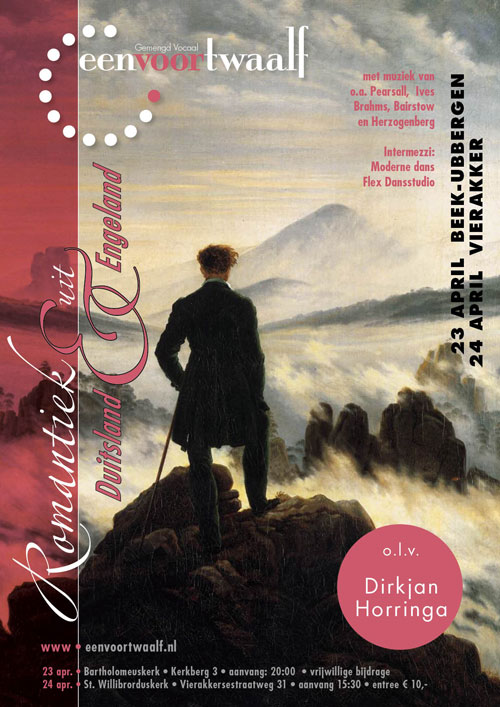 Gemengd Vocaal
eenvoortwaalf
met muziek van
o.a. Pearsall, Ives
Brahms, Bairstow
en Herzogenberg
Intermezzi:
Moderne dans
Flex Dansstudio
23 APRIL BEEK-UBBERGEN
24 APRIL VIERAKKER
Romantiek uit
Duitsland & Engeland
o.l.v.
Dirkjan
Horringa
www • eenvoortwaalf.nl
23 apr. • Bartholomeuskerk • Kerkberg 3 • aanvang: 20:00 • vrijwillige bijdrage
24 apr. • St. Willibrorduskerk • Vierakkersestraatweg 31 • aanvang 15:30 • entree € 10,-